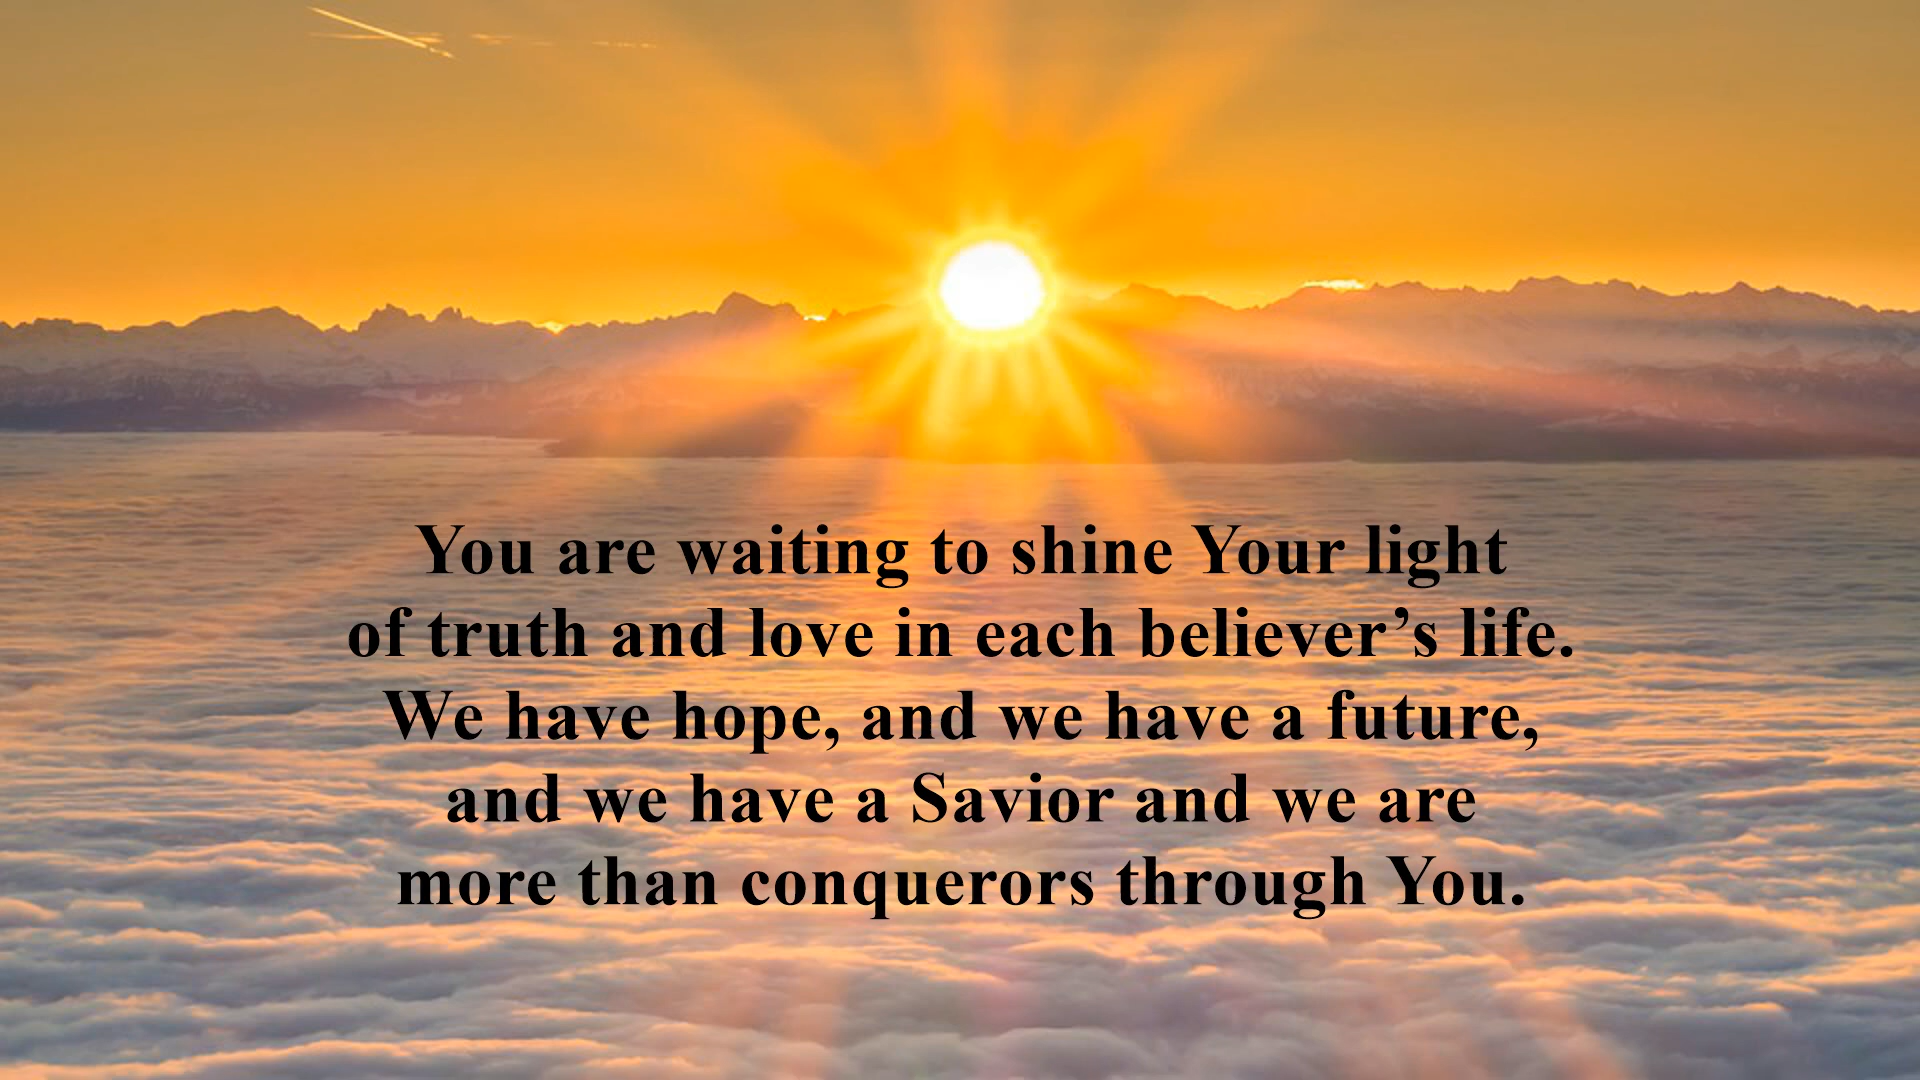 You are waiting to shine Your light
of truth and love in each believer’s life.
We have hope, and we have a future,
and we have a Savior and we are
more than conquerors through You.